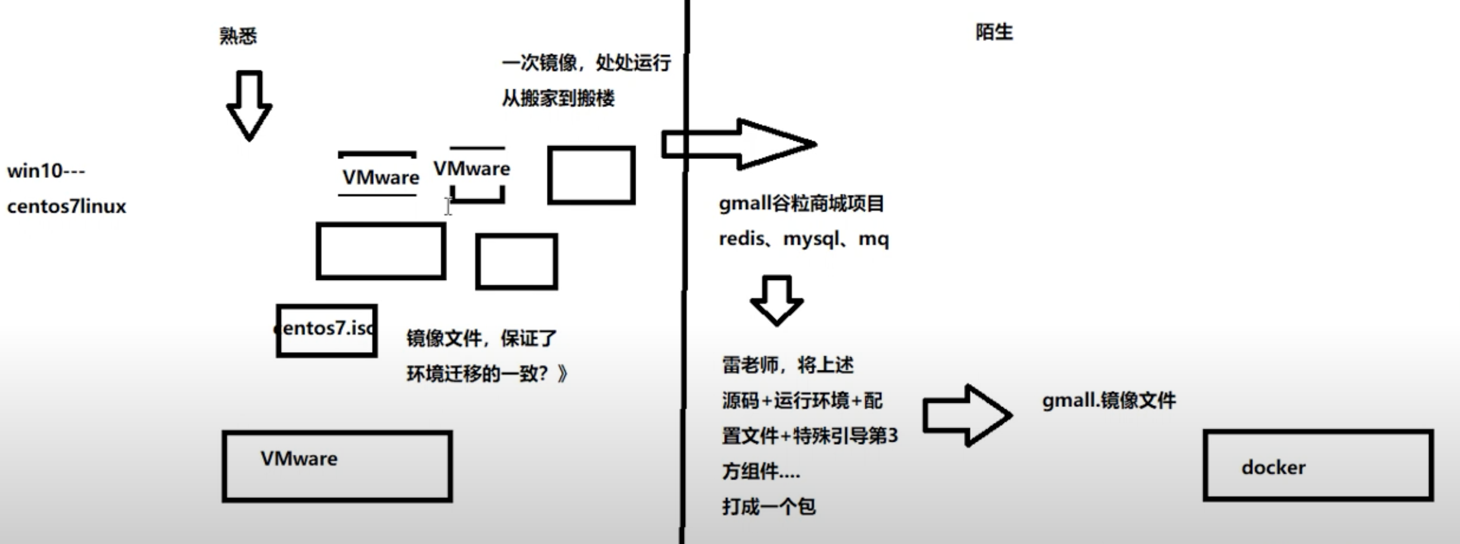 熟悉
陌生
一次镜像，处处运行
从搬家到搬楼
win10---
centos7linux
VMware
VMware
gmall谷粒商城项目
redis、mysql、mq
centos7.iso
镜像文件，保证了
环境迁移的一致？》
雷老师，将上述
源码+运行环境+配
置文件+特殊引导第3
方组件....
打成一个包
gmall.镜像文件
VMware
docker